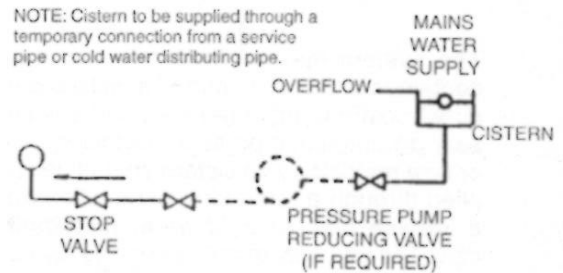 NOTE: Cistern to be supplied through a
temporary connection from a service
pipe or cold water distributing pipe.
MAINS
WATER
SUPPLY
OVERFLOW
CISTERN
STOP
VALVE
PRESSURE PUMP
REDUCING VALVE
(IF REQUIRED)